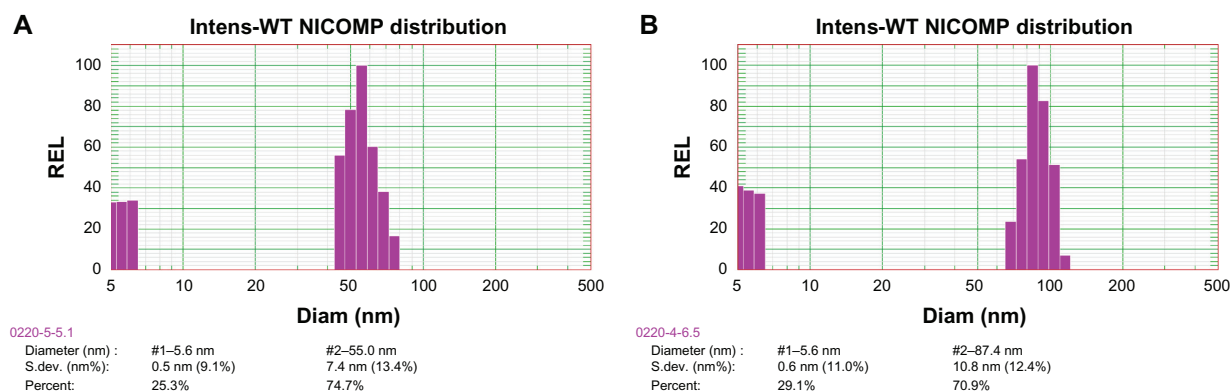 A
Intens-WT NICOMP distribution
REL
100
80
60
40
20
0
5
10
20
50
100
200
500
Diam (nm)
0220-5-5.1
Diameter (nm) : #1–5.6 nm #2–55.0 nm
S.dev. (nm%): 0.5 nm (9.1%) 7.4 nm (13.4%)
Percent: 25.3% 74.7%
B
Intens-WT NICOMP distribution
REL
100
80
60
40
20
0
5
10
20
50
100
200
500
Diam (nm)
0220-4-6.5
Diameter (nm) : #1–5.6 nm #2–87.4 nm
S.dev. (nm%): 0.6 nm (11.0%) 10.8 nm (12.4%)
Percent: 29.1% 70.9%